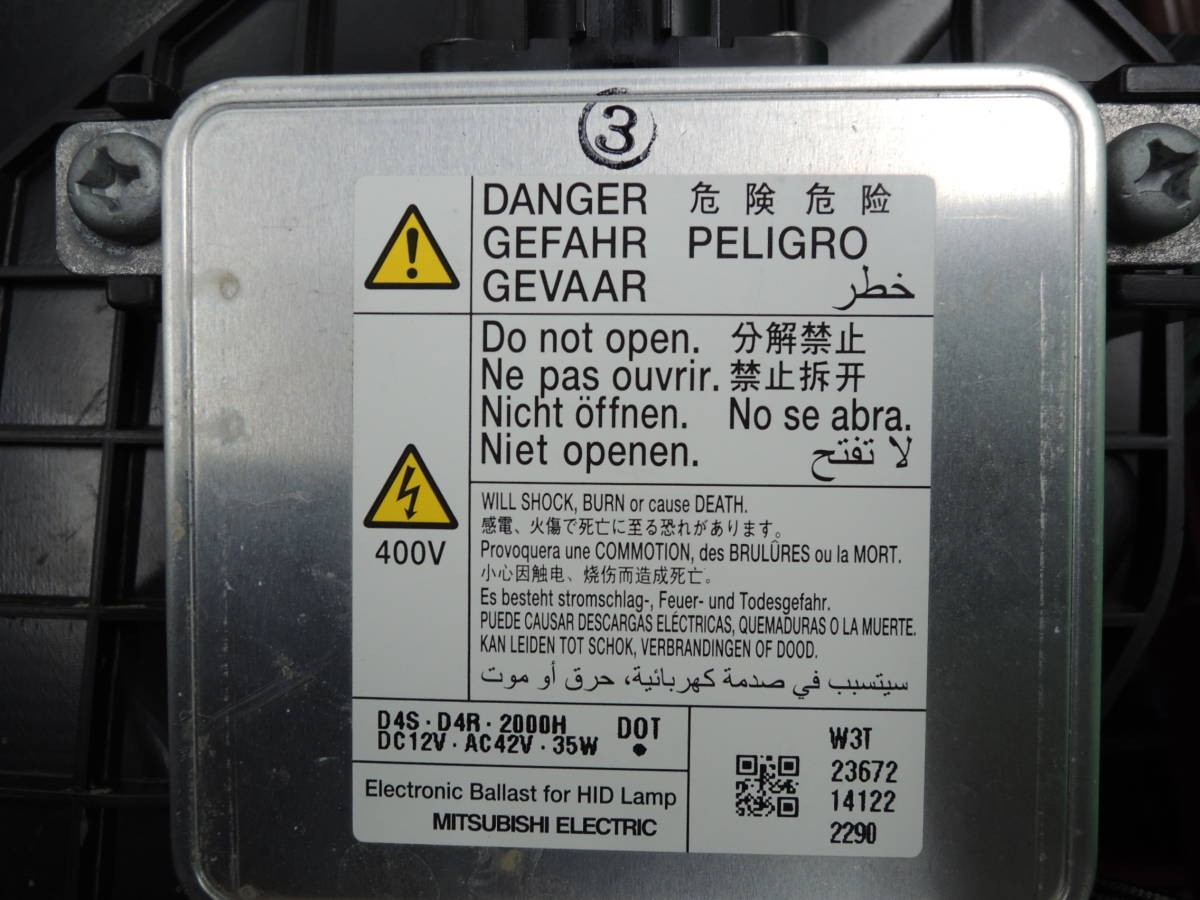 3
DANGER 危険危险
GEFAHR PELIGRO
GEVAAR خطر
Do not open. 分解禁止
Ne pas ouvrir. 禁止拆开
Nicht öffnen. No se abra.
Niet openen. لا تفتح
400V
WILL SHOCK, BURN or cause DEATH.
感電、火傷で死亡に至る恐れがあります。
Provoquera une COMMOTION, des BRULÛRES ou la MORT.
小心因触电、烧伤而造成死亡。
Es besteht stromschlag-, Feuer- und Todesgefahr.
PUEDE CAUSAR DESCARGAS ELÉCTRICAS, QUEMADURAS O LA MUERTE.
KAN LEIDEN TOT SCHOK, VERBRANDINGEN OF DOOD.
سيتسبب في صدمة كهربائية، حرق أو موت
D4S·D4R·2000H DOT
DC12V·AC42V·35W
Electronic Ballast for HID Lamp
MITSUBISHI ELECTRIC
W3T
23672
14122
2290